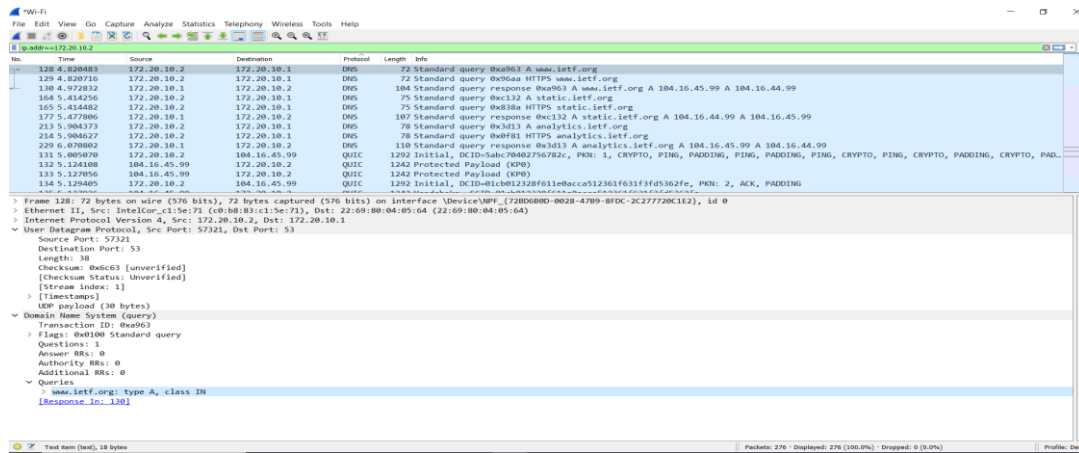 *Wi-Fi
File Edit View Go Capture Analyze Statistics Telephony Wireless Tools Help
ip.addr==172.20.10.2
No. Time Source Destination Protocol Length Info
128 4.820483 172.20.10.2 172.20.10.1 DNS 72 Standard query 0xa963 A www.ietf.org
129 4.820716 172.20.10.2 172.20.10.1 DNS 72 Standard query 0x96aa HTTPS www.ietf.org
130 4.972832 172.20.10.1 172.20.10.2 DNS 104 Standard query response 0xa963 A www.ietf.org A 104.16.45.99 A 104.16.44.99
164 5.414256 172.20.10.2 172.20.10.1 DNS 75 Standard query 0xc132 A static.ietf.org
165 5.414482 172.20.10.2 172.20.10.1 DNS 75 Standard query 0x838a HTTPS static.ietf.org
177 5.477806 172.20.10.1 172.20.10.2 DNS 107 Standard query response 0xc132 A static.ietf.org A 104.16.44.99 A 104.16.45.99
213 5.904373 172.20.10.2 172.20.10.1 DNS 78 Standard query 0x3d13 A analytics.ietf.org
214 5.904627 172.20.10.2 172.20.10.1 DNS 78 Standard query 0x0f81 HTTPS analytics.ietf.org
229 6.070802 172.20.10.1 172.20.10.2 DNS 110 Standard query response 0x3d13 A analytics.ietf.org A 104.16.45.99 A 104.16.44.99
131 5.005070 172.20.10.2 104.16.45.99 QUIC 1292 Initial, DCID=5abc70402756782c, PKN: 1, CRYPTO, PING, PADDING, PING, PADDING, PING, CRYPTO, PING, CRYPTO, PADDING, CRYPTO, PAD…
132 5.124108 104.16.45.99 172.20.10.2 QUIC 1242 Protected Payload (KP0)
133 5.127056 104.16.45.99 172.20.10.2 QUIC 1242 Protected Payload (KP0)
134 5.129405 172.20.10.2 104.16.45.99 QUIC 1292 Initial, DCID=01cb012328f611e0acca512361f631f3fd5362fe, PKN: 2, ACK, PADDING
Frame 128: 72 bytes on wire (576 bits), 72 bytes captured (576 bits) on interface \Device\NPF_{72BD6B0D-0028-47B9-8FDC-2C277720C1E2}, id 0
Ethernet II, Src: IntelCor_c1:5e:71 (c0:b8:83:c1:5e:71), Dst: 22:69:80:04:05:64 (22:69:80:04:05:64)
Internet Protocol Version 4, Src: 172.20.10.2, Dst: 172.20.10.1
User Datagram Protocol, Src Port: 57321, Dst Port: 53
Source Port: 57321
Destination Port: 53
Length: 38
Checksum: 0x6c63 [unverified]
[Checksum Status: Unverified]
[Stream index: 1]
[Timestamps]
UDP payload (30 bytes)
Domain Name System (query)
Transaction ID: 0xa963
Flags: 0x0100 Standard query
Questions: 1
Answer RRs: 0
Authority RRs: 0
Additional RRs: 0
Queries
www.ietf.org: type A, class IN
[Response In: 130]
Text item (text), 18 bytes
Packets: 276 · Displayed: 276 (100.0%) · Dropped: 0 (0.0%)
Profile: De